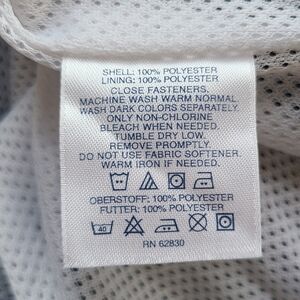 SHELL: 100% POLYESTER
LINING: 100% POLYESTER
CLOSE FASTENERS.
MACHINE WASH WARM NORMAL
WASH DARK COLORS SEPARATELY.
ONLY NON-CHLORINE
BLEACH WHEN NEEDED.
TUMBLE DRY LOW.
REMOVE PROMPTLY.
DO NOT USE FABRIC SOFTENER.
WARM IRON IF NEEDED.
OBERSTOFF: 100% POLYESTER
FUTTER: 100% POLYESTER
40
RN 62830